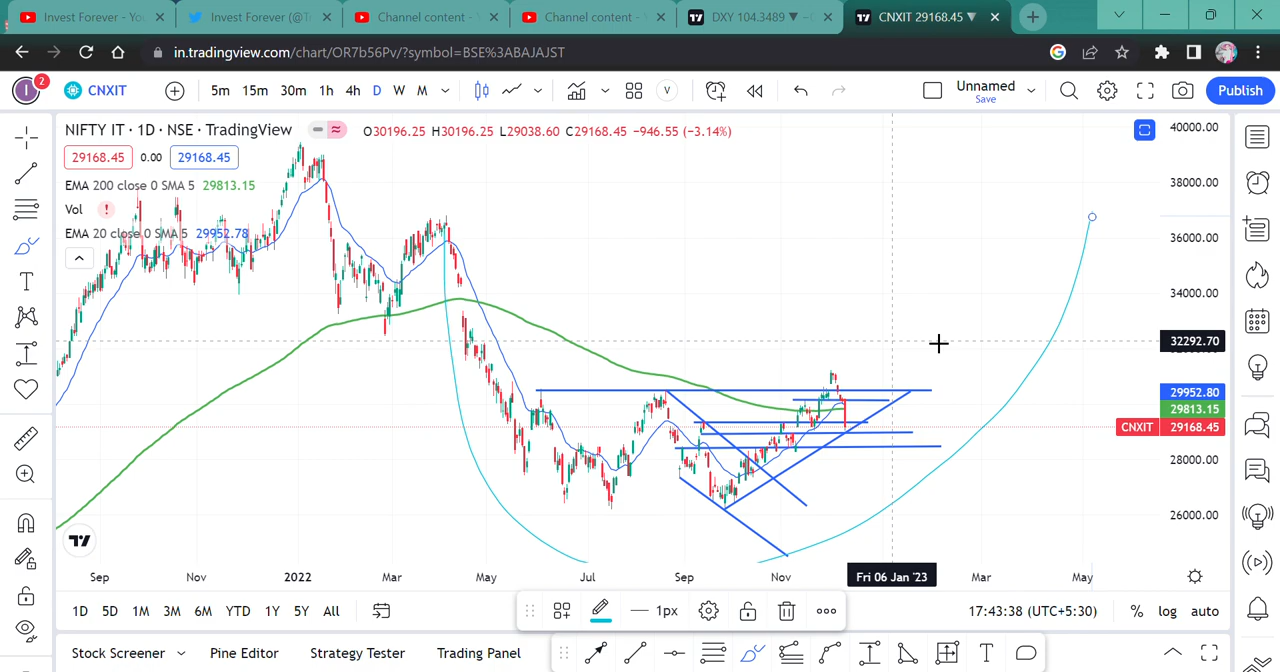 Invest Forever - Yo
Invest Forever (@T
Channel content -
Channel content -
DXY 104.3489 ▼ −
CNXIT 29168.45 ▼
in.tradingview.com/chart/OR7b56Pv/?symbol=BSE%3ABAJAJST
I 2
CNXIT
5m 15m 30m 1h 4h D W M
V
Unnamed
Save
Publish
NIFTY IT · 1D · NSE · TradingView
O30196.25 H30196.25 L29038.60 C29168.45 −946.55 (−3.14%)
29168.45 0.00 29168.45
EMA 200 close 0 SMA 5 29813.15
Vol !
EMA 20 close 0 SMA 5 29952.78
40000.00
38000.00
36000.00
34000.00
32292.70
29952.80
29813.15
CNXIT 29168.45
28000.00
26000.00
Sep Nov 2022 Mar May Jul Sep Nov Fri 06 Jan '23 Mar May
1D 5D 1M 3M 6M YTD 1Y 5Y All
1px
17:43:38 (UTC+5:30) % log auto
Stock Screener Pine Editor Strategy Tester Trading Panel